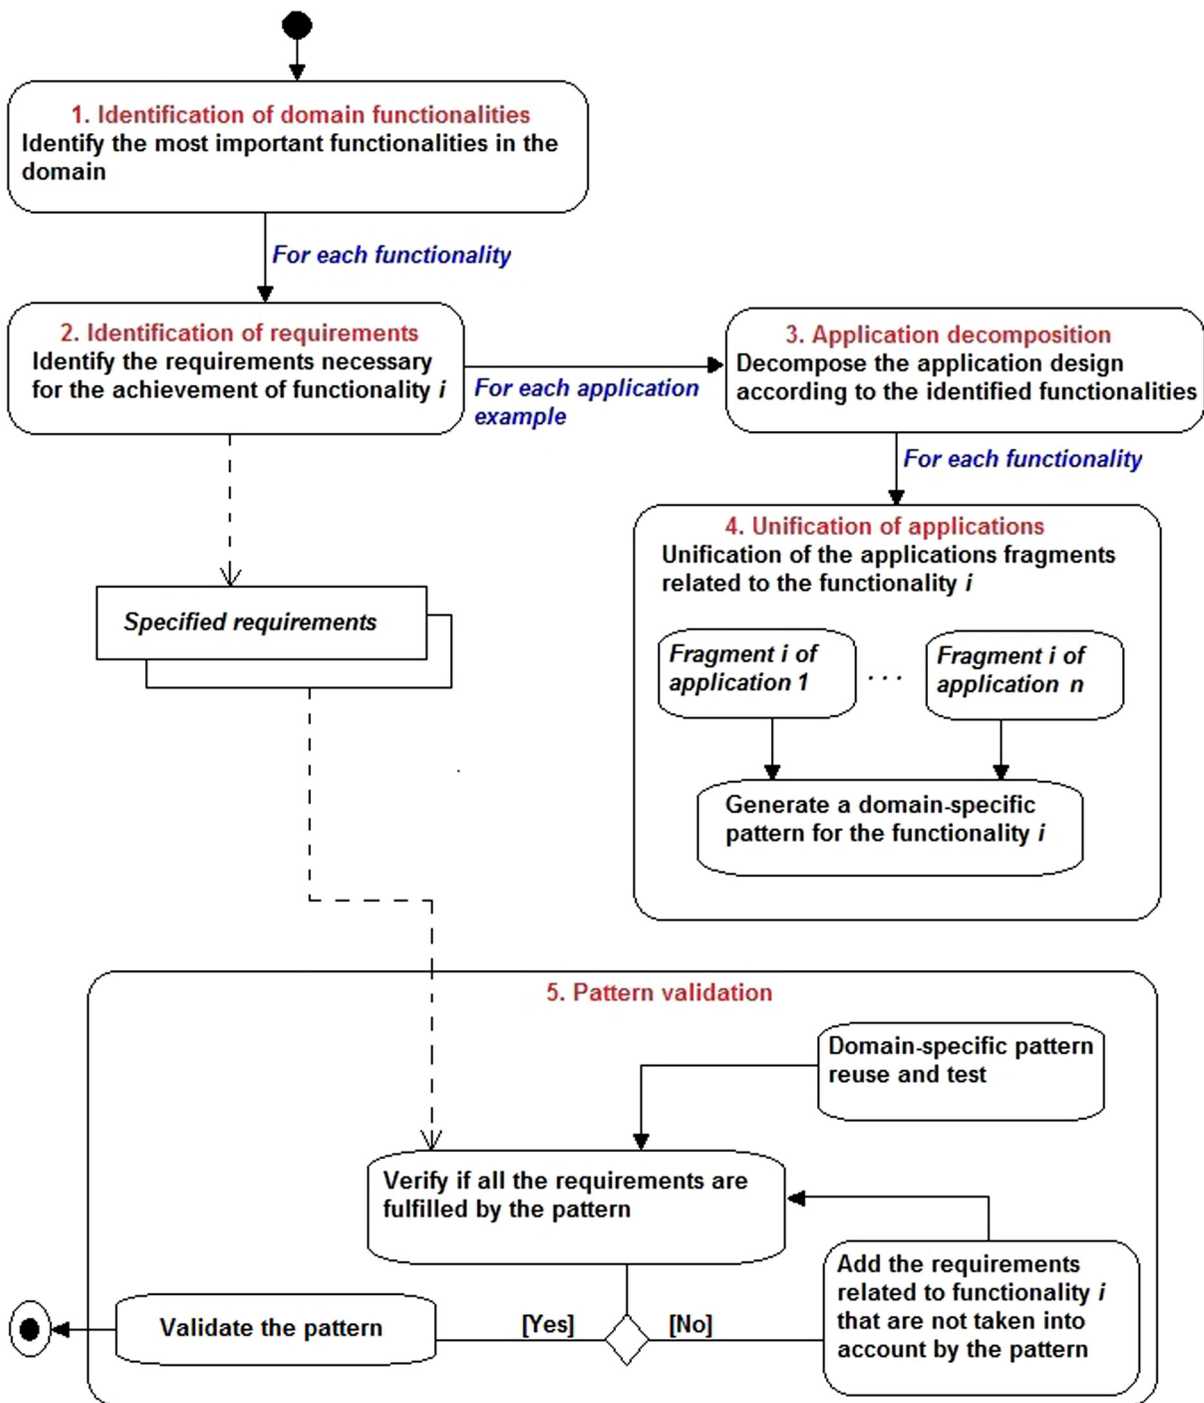 1. Identification of domain functionalities
Identify the most important functionalities in the
domain
For each functionality
2. Identification of requirements
Identify the requirements necessary
for the achievement of functionality i
For each application
example
3. Application decomposition
Decompose the application design
according to the identified functionalities
For each functionality
4. Unification of applications
Unification of the applications fragments
related to the functionality i
Fragment i of
application 1
. . .
Fragment i of
application n
Generate a domain-specific
pattern for the functionality i
Specified requirements
5. Pattern validation
Domain-specific pattern
reuse and test
Verify if all the requirements are
fulfilled by the pattern
Add the requirements
related to functionality i
that are not taken into
account by the pattern
[Yes]
[No]
Validate the pattern